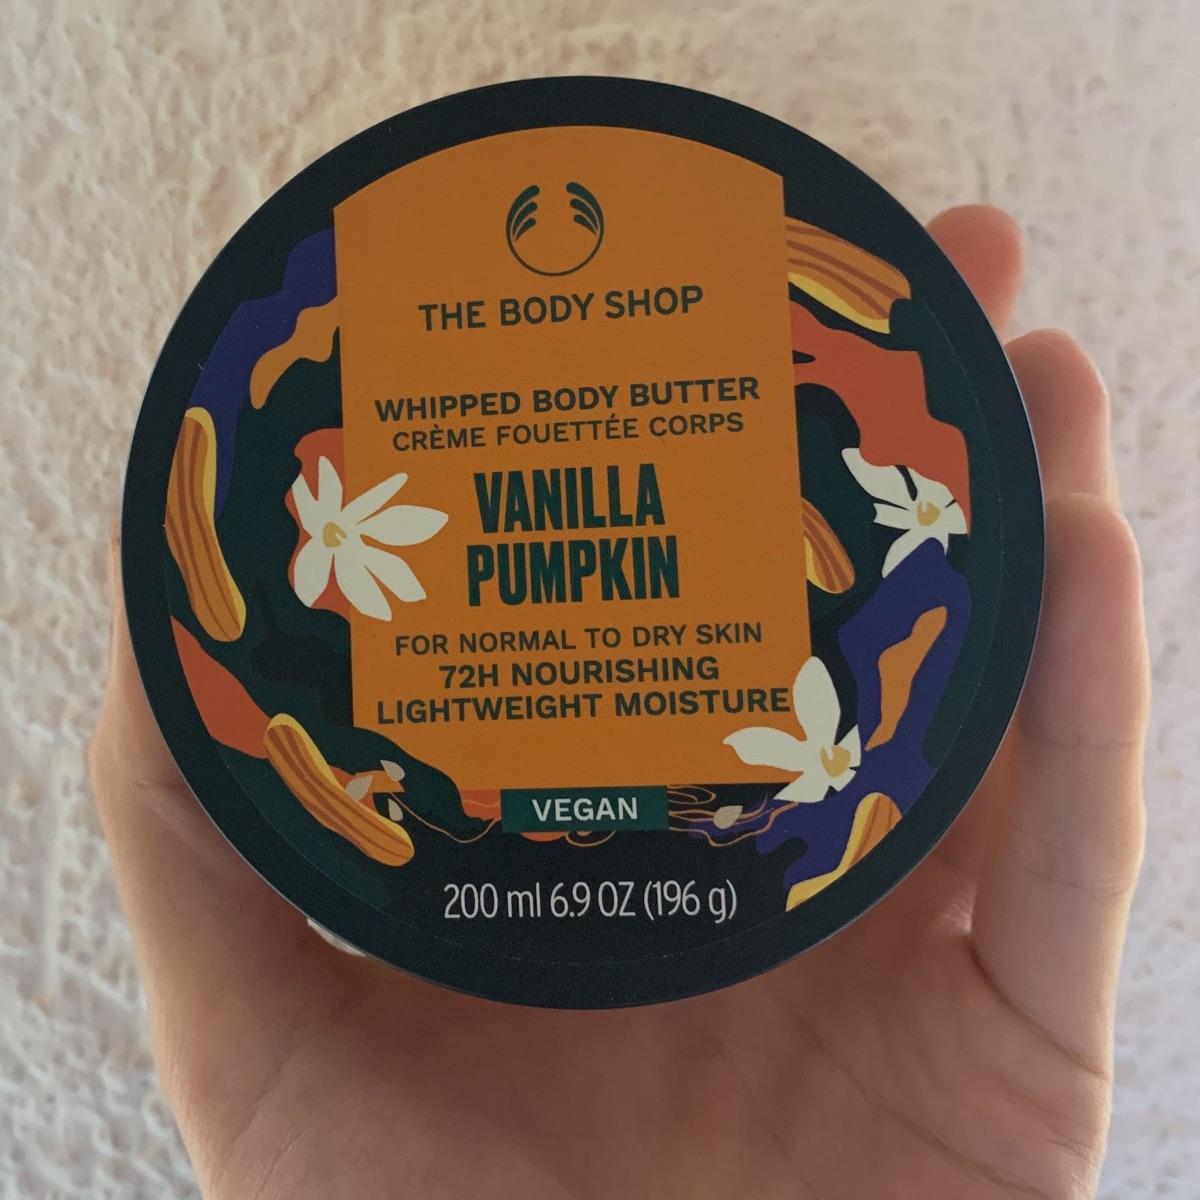 THE BODY SHOP
WHIPPED BODY BUTTER
CRÈME FOUETTÉE CORPS
VANILLA
PUMPKIN
FOR NORMAL TO DRY SKIN
72H NOURISHING
LIGHTWEIGHT MOISTURE
VEGAN
200 ml 6.9 OZ (196 g)